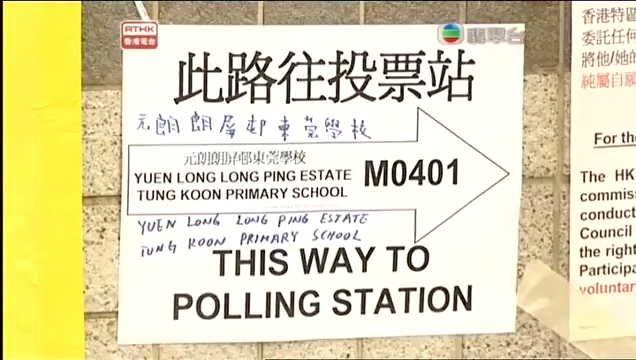 RTHK
香港電台
翡翠台
此路往投票站
元朗朗屏邨東莞學校
元朗朗屏邨東莞學校
YUEN LONG LONG PING ESTATE
TUNG KOON PRIMARY SCHOOL
M0401
YUEN LONG LONG PING ESTATE
TUNG KOON PRIMARY SCHOOL
THIS WAY TO
POLLING STATION
香港特區
委託任何
將他/她的
純屬自願
For the
The HK
commiss
conduct
Council
the right
Participa
voluntary